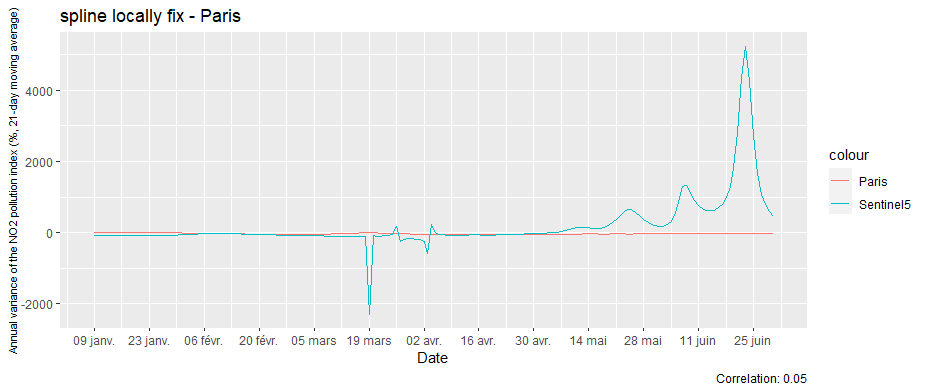 spline locally fix - Paris
Annual variance of the NO2 pollution index (%, 21-day moving average)
4000
2000
0
-2000
09 janv.
23 janv.
06 févr.
20 févr.
05 mars
19 mars
02 avr.
16 avr.
30 avr.
14 mai
28 mai
11 juin
25 juin
Date
colour
Paris
Sentinel5
Correlation: 0.05